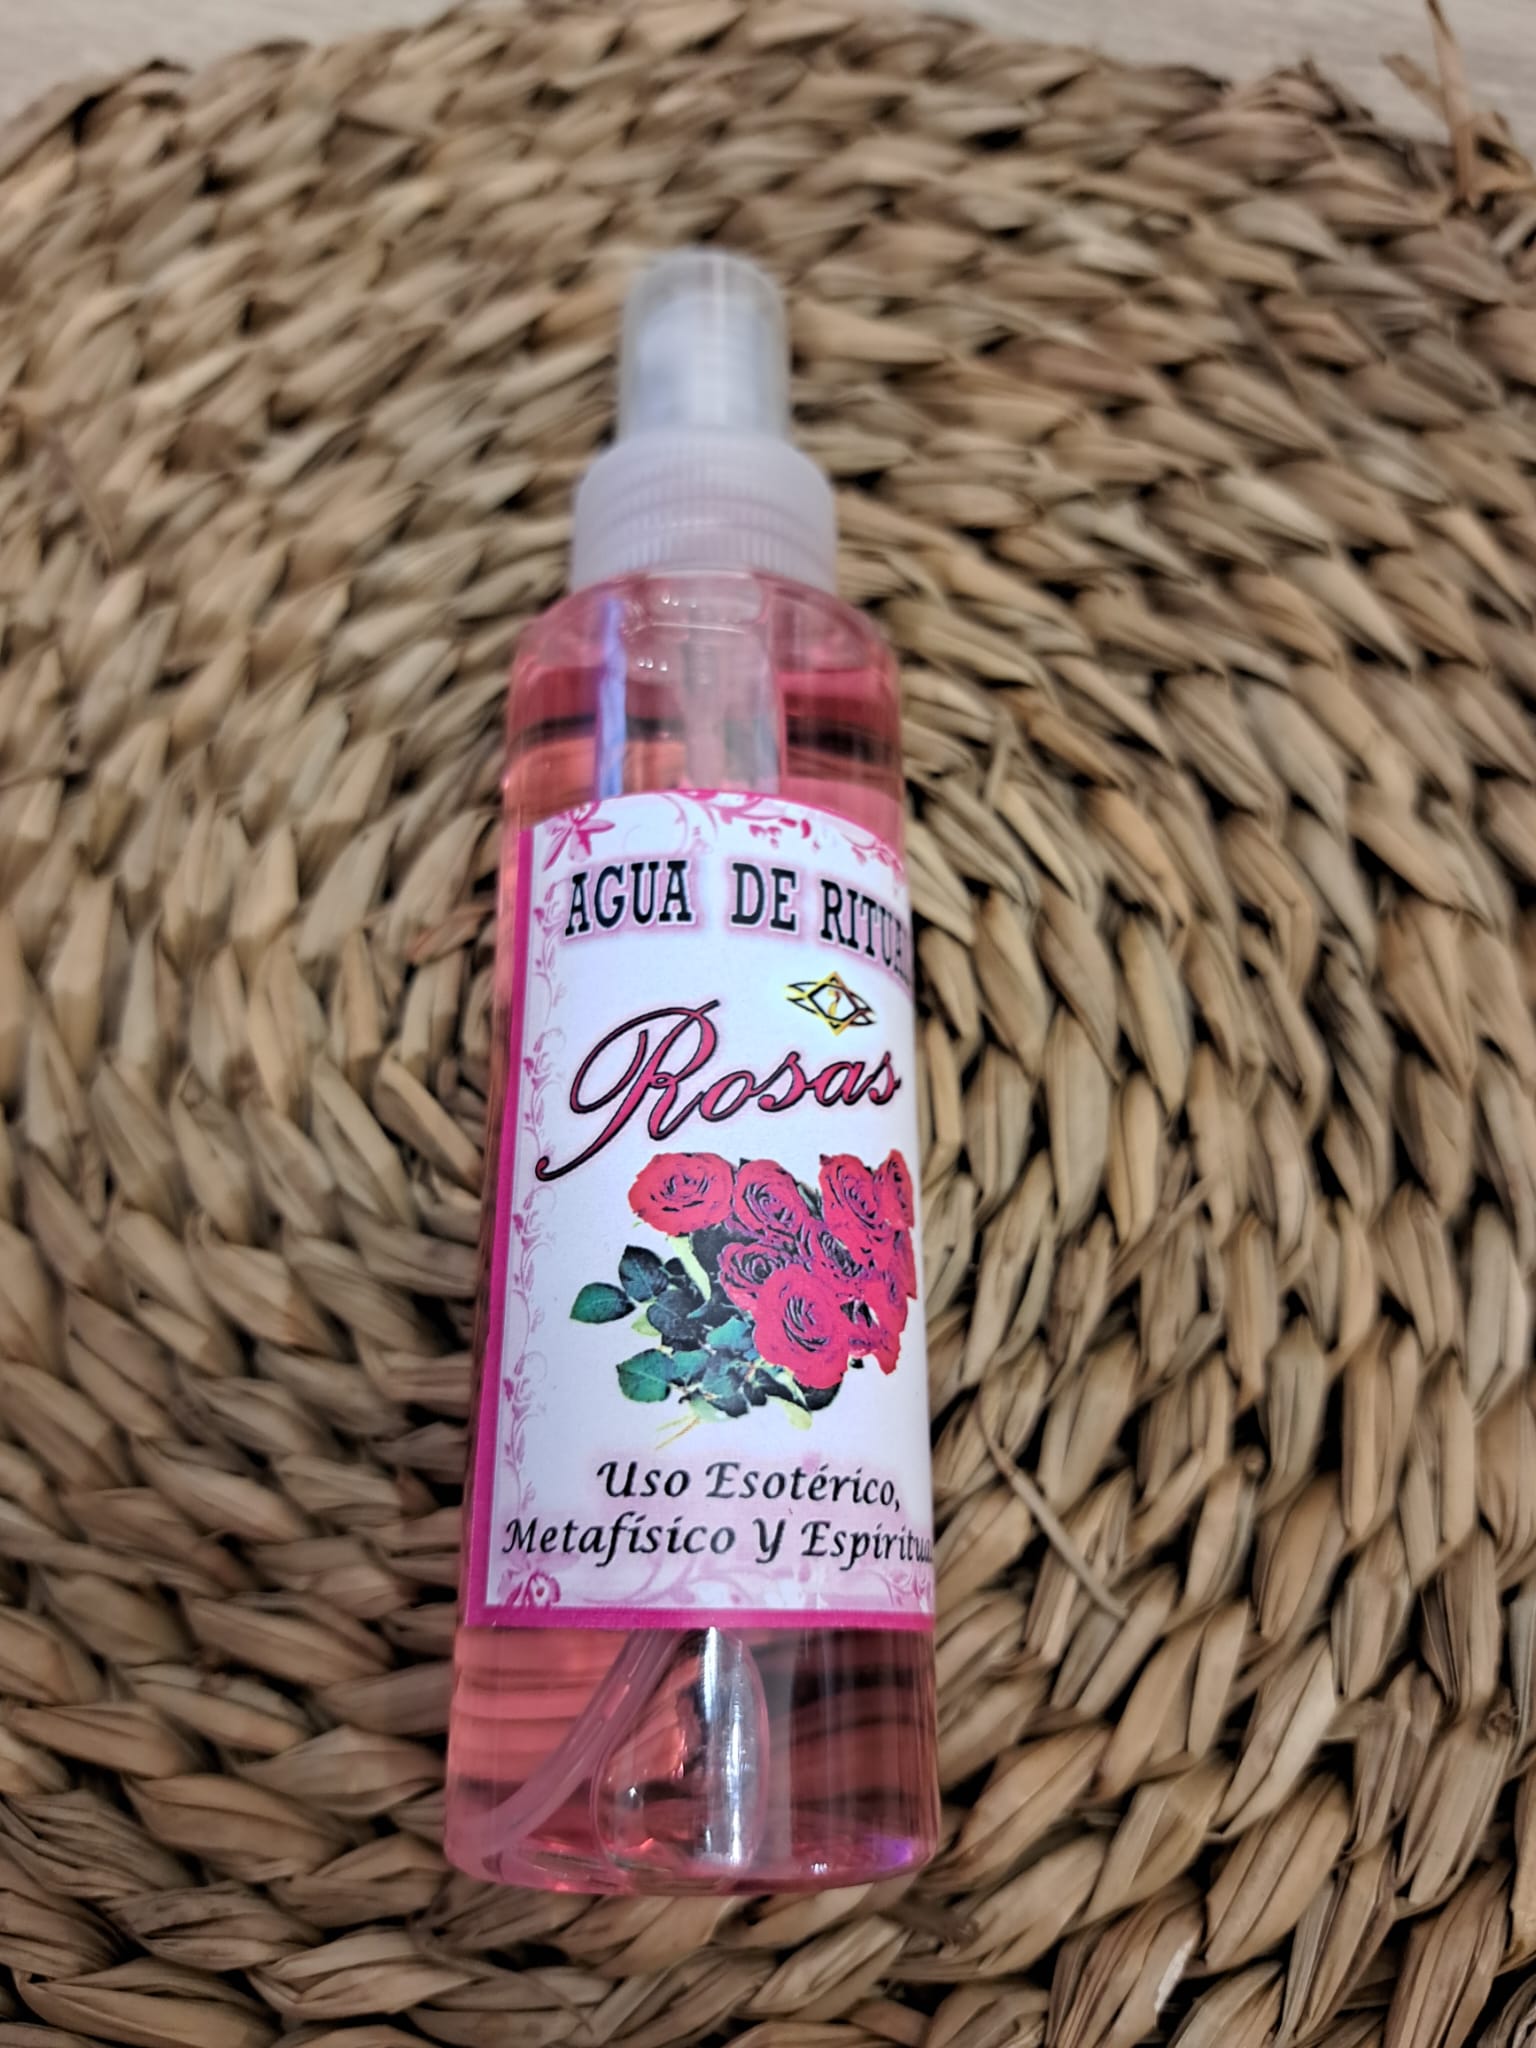 AGUA DE RITUAL
Rosas
Uso Esotérico,
Metafísico Y Espiritual